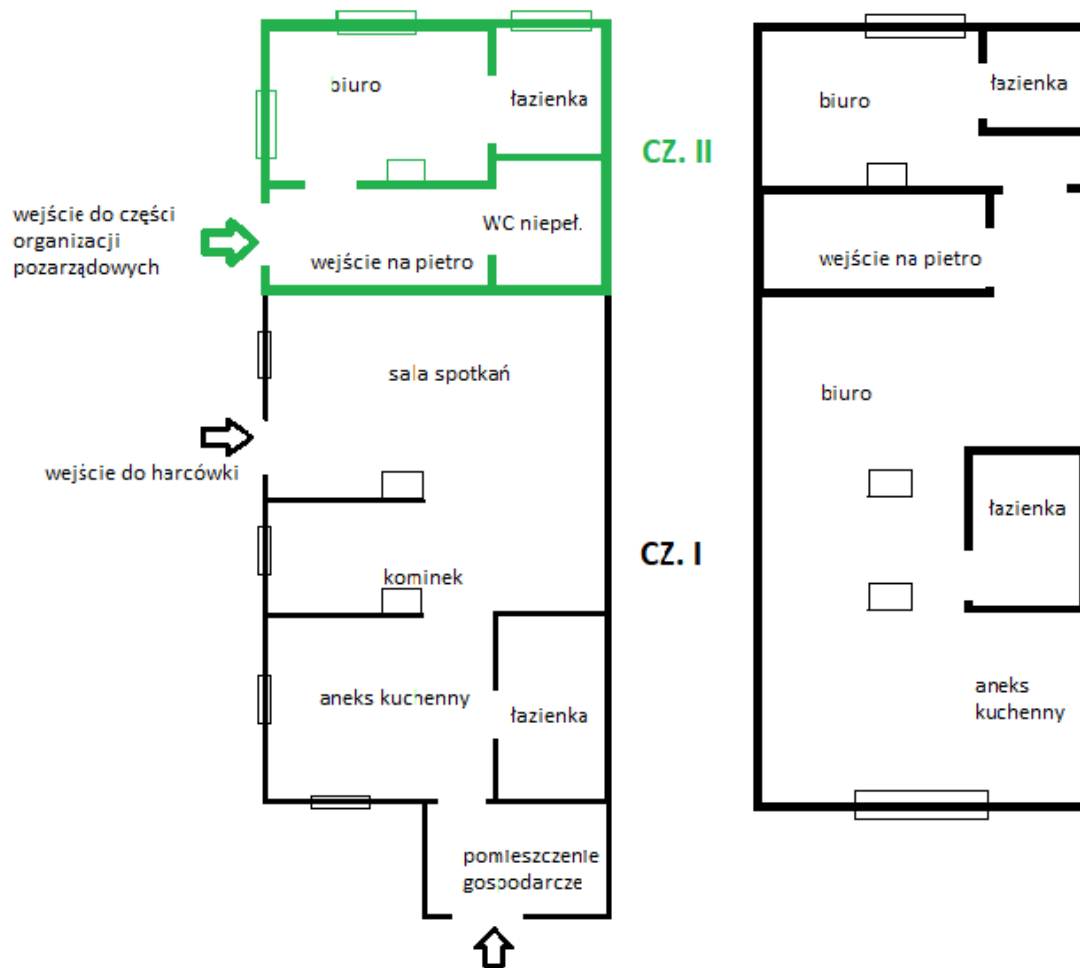 biuro
łazienka
CZ. II
wejście do części
organizacji
pozarządowych
WC niepeł.
wejście na pietro
sala spotkań
wejście do harcówki
CZ. I
kominek
aneks kuchenny
łazienka
pomieszczenie
gospodarcze
biuro
łazienka
wejście na pietro
biuro
łazienka
aneks
kuchenny